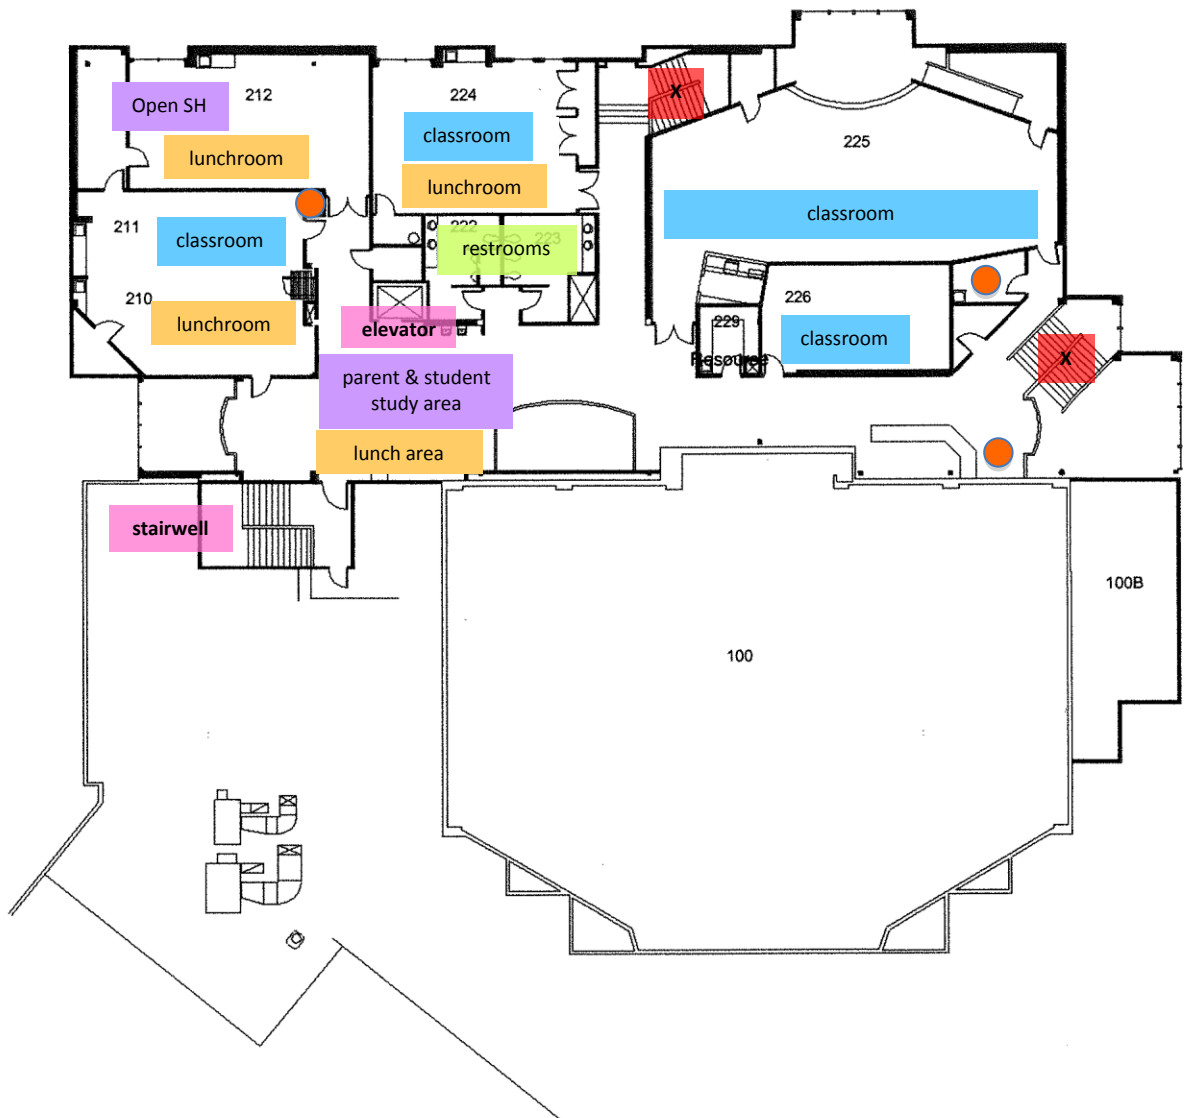 212
224
Open SH
X
lunchroom
classroom
lunchroom
225
classroom
211
classroom
222
223
restrooms
210
lunchroom
elevator
226
229
classroom
Resourse
X
parent & student
study area
lunch area
stairwell
100B
100